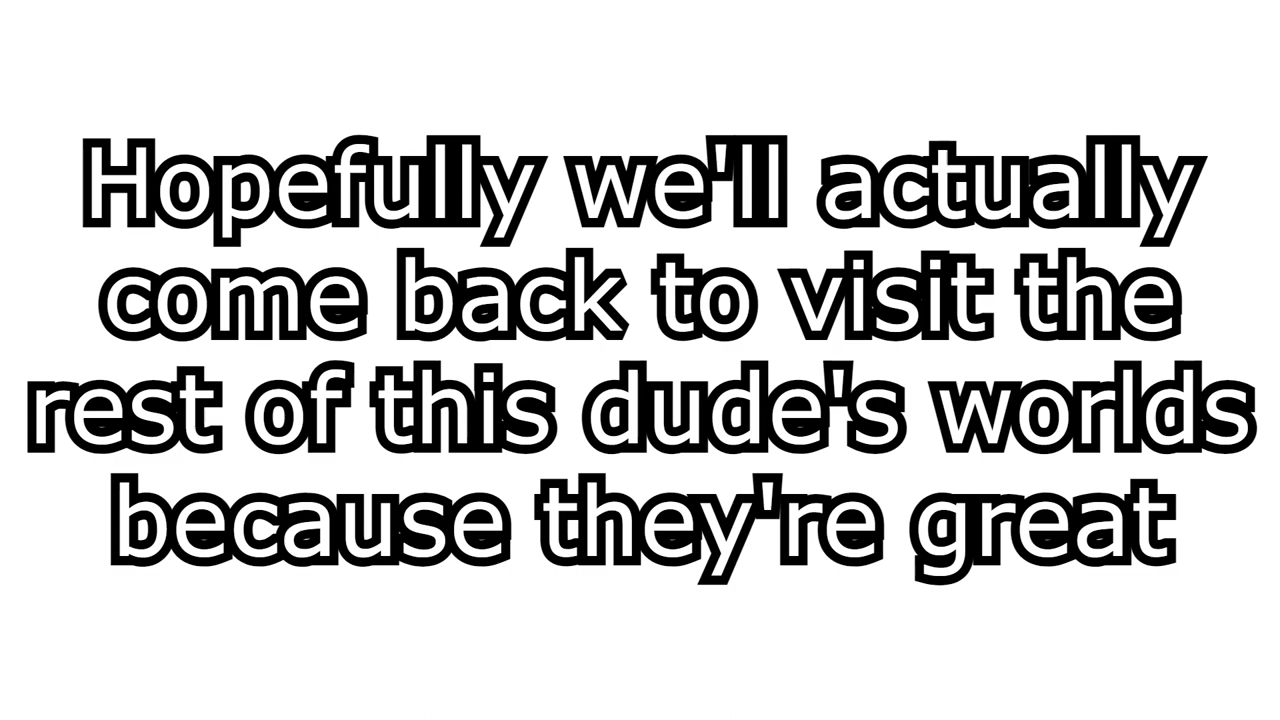 Hopefully we'll actually
come back to visit the
rest of this dude's worlds
because they're great